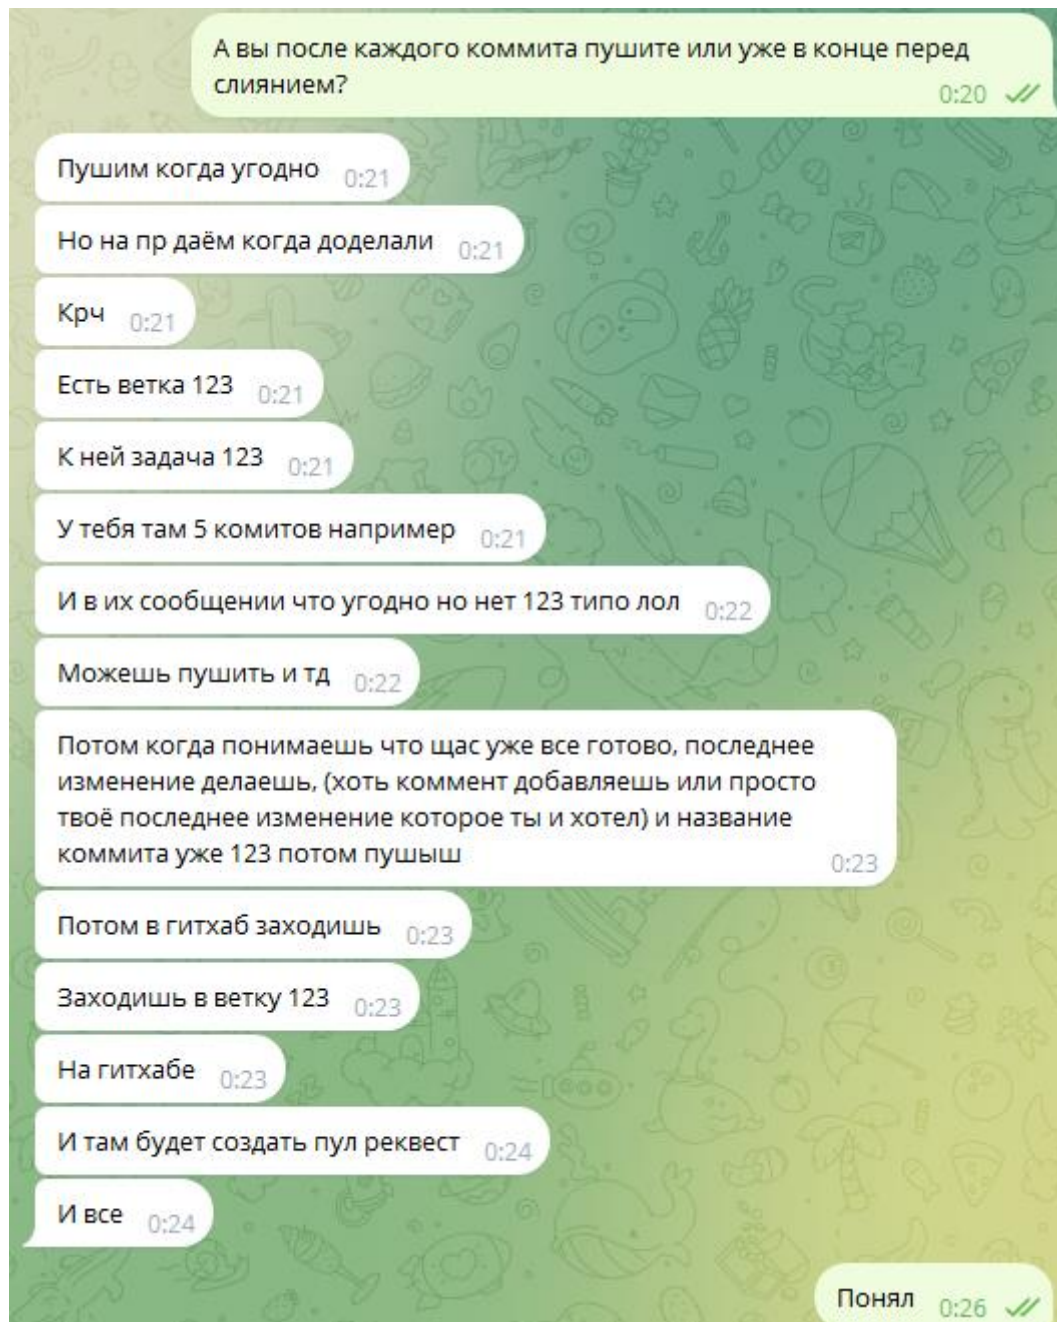 А вы после каждого коммита пушите или уже в конце перед
слиянием?
0:20
Пушим когда угодно 0:21
Но на пр даём когда доделали 0:21
Крч 0:21
Есть ветка 123 0:21
К ней задача 123 0:21
У тебя там 5 комитов например 0:21
И в их сообщении что угодно но нет 123 типо лол 0:22
Можешь пушить и тд 0:22
Потом когда понимаешь что щас уже все готово, последнее
изменение делаешь, (хоть коммент добавляешь или просто
твоё последнее изменение которое ты и хотел) и название
коммита уже 123 потом пушыш
0:23
Потом в гитхаб заходишь 0:23
Заходишь в ветку 123 0:23
На гитхабе 0:23
И там будет создать пул реквест 0:24
И все 0:24
Понял 0:26